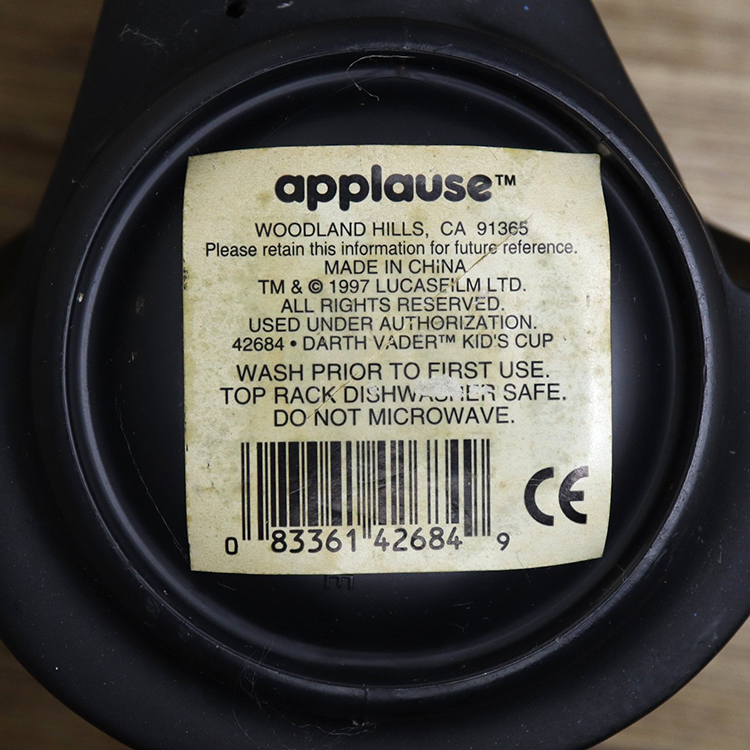 applause™
WOODLAND HILLS, CA 91365
Please retain this information for future reference.
MADE IN CHINA
TM & © 1997 LUCASFILM LTD.
ALL RIGHTS RESERVED.
USED UNDER AUTHORIZATION.
42684 • DARTH VADER™ KID'S CUP
WASH PRIOR TO FIRST USE.
TOP RACK DISHWASHER SAFE.
DO NOT MICROWAVE.
CE
0 83361 42684 9